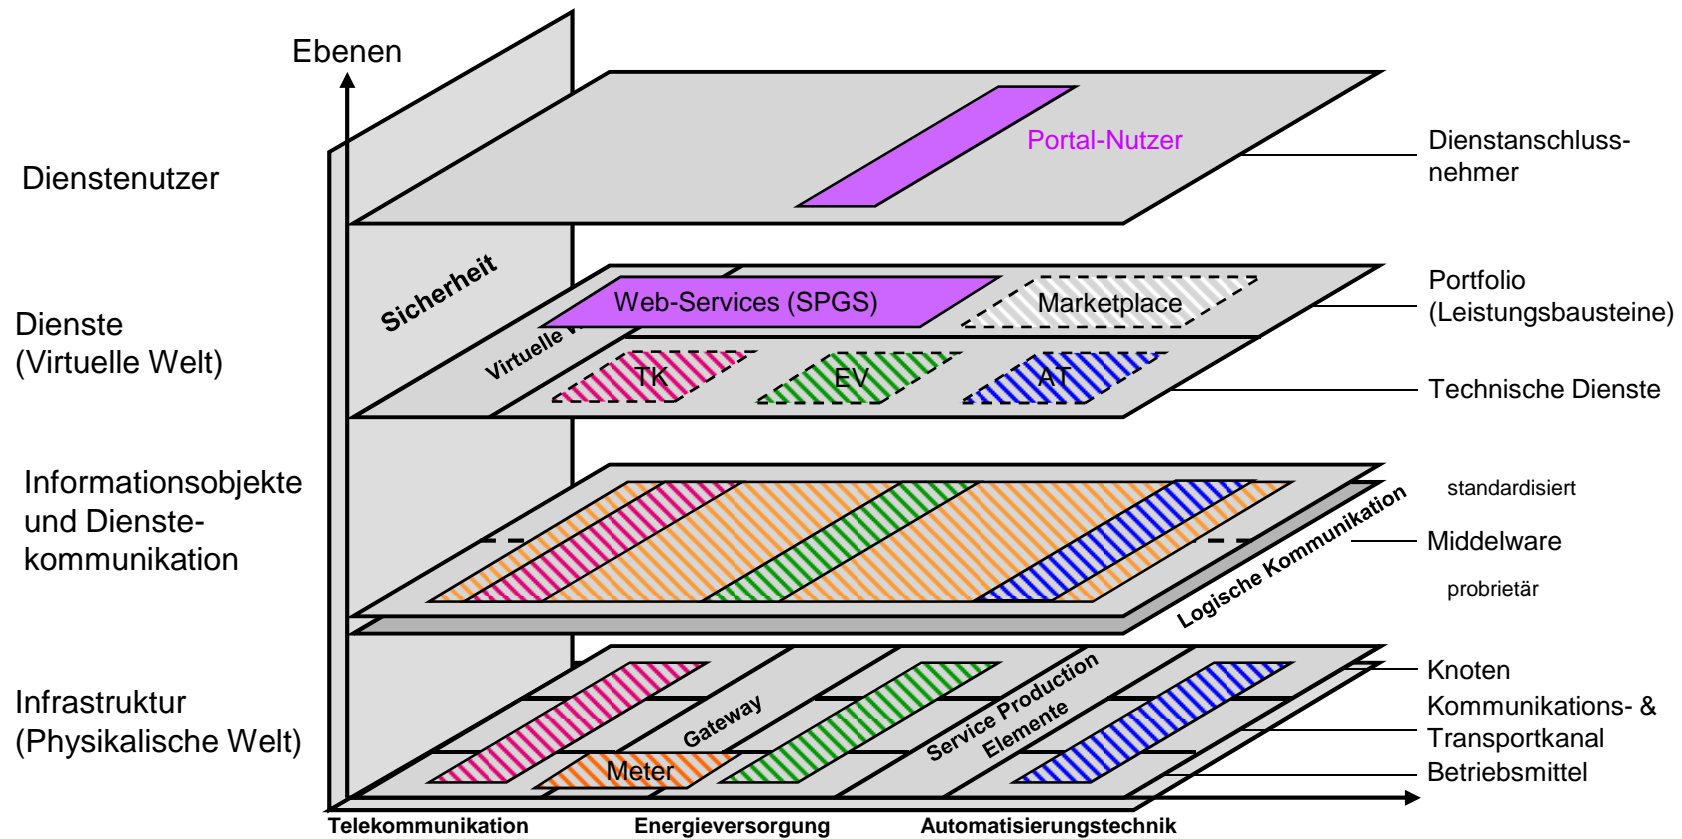 Ebenen
Dienstenutzer
Portal-Nutzer
Dienstanschluss-
nehmer
Sicherheit
Dienste
(Virtuelle Welt)
Virtuelle
Web-Services (SPGS)
Marketplace
Portfolio
(Leistungsbausteine)
TK
EV
AT
Technische Dienste
Informationsobjekte
und Dienste-
kommunikation
Logische Kommunikation
standardisiert
Middelware
probrietär
Infrastruktur
(Physikalische Welt)
Gateway
Meter
Service Production
Elemente
Knoten
Kommunikations- &
Transportkanal
Betriebsmittel
Telekommunikation
Energieversorgung
Automatisierungstechnik